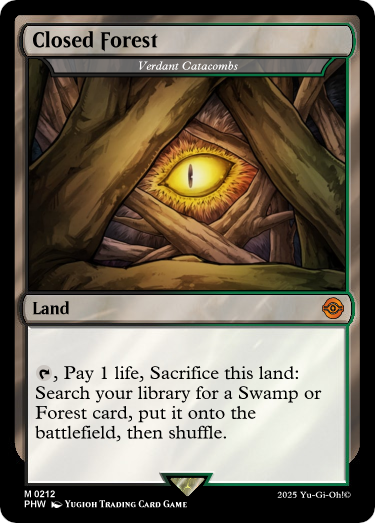 Closed Forest
Verdant Catacombs
Land
, Pay 1 life, Sacrifice this land:
Search your library for a Swamp or
Forest card, put it onto the
battlefield, then shuffle.
M 0212
PHW YUGIOH TRADING CARD GAME
2025 Yu-Gi-Oh!©